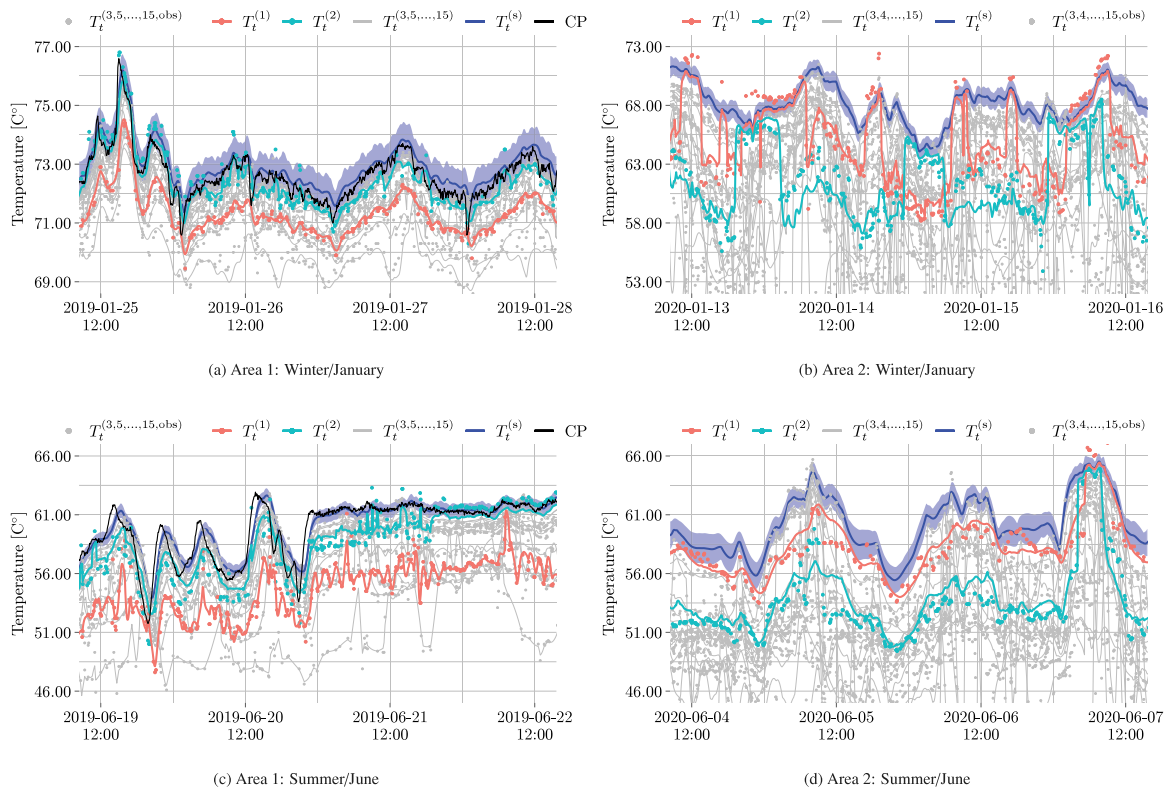 T_t^(3,5,...,15,obs) T_t^(1) T_t^(2) T_t^(3,5,...,15) T_t^(s) CP
T_t^(1) T_t^(2) T_t^(3,4,...,15) T_t^(s) T_t^(3,4,...,15,obs)
Temperature [C°]
77.00
75.00
73.00
71.00
69.00
2019-01-25 2019-01-26 2019-01-27 2019-01-28
12:00 12:00 12:00 12:00
Temperature [C°]
73.00
68.00
63.00
58.00
53.00
2020-01-13 2020-01-14 2020-01-15 2020-01-16
12:00 12:00 12:00 12:00
(a) Area 1: Winter/January
(b) Area 2: Winter/January
T_t^(3,5,...,15,obs) T_t^(1) T_t^(2) T_t^(3,5,...,15) T_t^(s) CP
T_t^(1) T_t^(2) T_t^(3,4,...,15) T_t^(s) T_t^(3,4,...,15,obs)
Temperature [C°]
66.00
61.00
56.00
51.00
46.00
2019-06-19 2019-06-20 2019-06-21 2019-06-22
12:00 12:00 12:00 12:00
Temperature [C°]
66.00
61.00
56.00
51.00
46.00
2020-06-04 2020-06-05 2020-06-06 2020-06-07
12:00 12:00 12:00 12:00
(c) Area 1: Summer/June
(d) Area 2: Summer/June